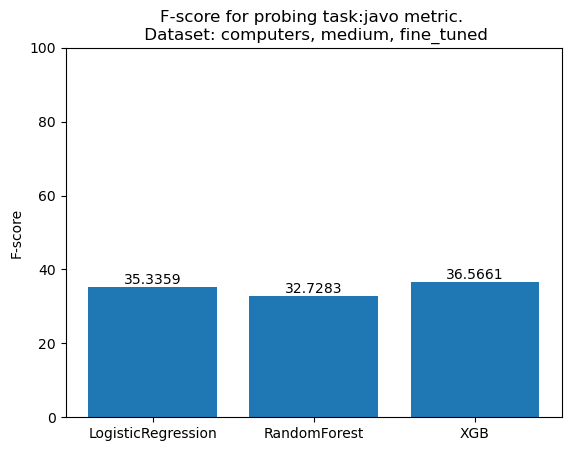 F-score for probing task:javo metric.
Dataset: computers, medium, fine_tuned
100
80
60
40
20
0
F-score
35.3359
32.7283
36.5661
LogisticRegression
RandomForest
XGB